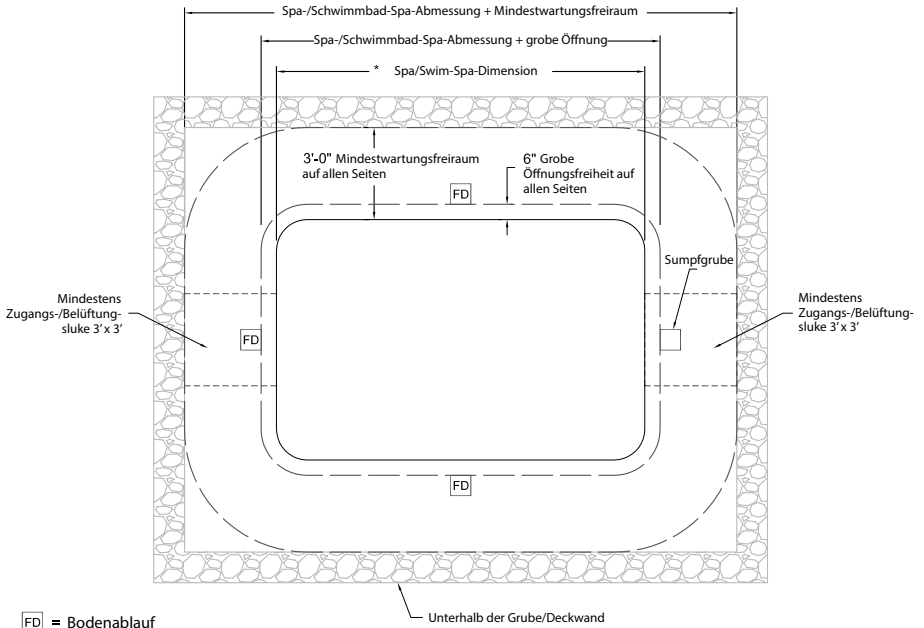 Spa-/Schwimmbad-Spa-Abmessung + Mindestwartungsfreiraum
Spa-/Schwimmbad-Spa-Abmessung + grobe Öffnung
* Spa/Swim-Spa-Dimension
3'-0" Mindestwartungsfreiraum
auf allen Seiten
6" Grobe
Öffnungsfreiheit auf
allen Seiten
FD
Sumpfgrube
Mindestens
Zugangs-/Belüftung-
sluke 3' x 3'
FD
Mindestens
Zugangs-/Belüftung-
sluke 3' x 3'
FD
Unterhalb der Grube/Deckwand
FD = Bodenablauf